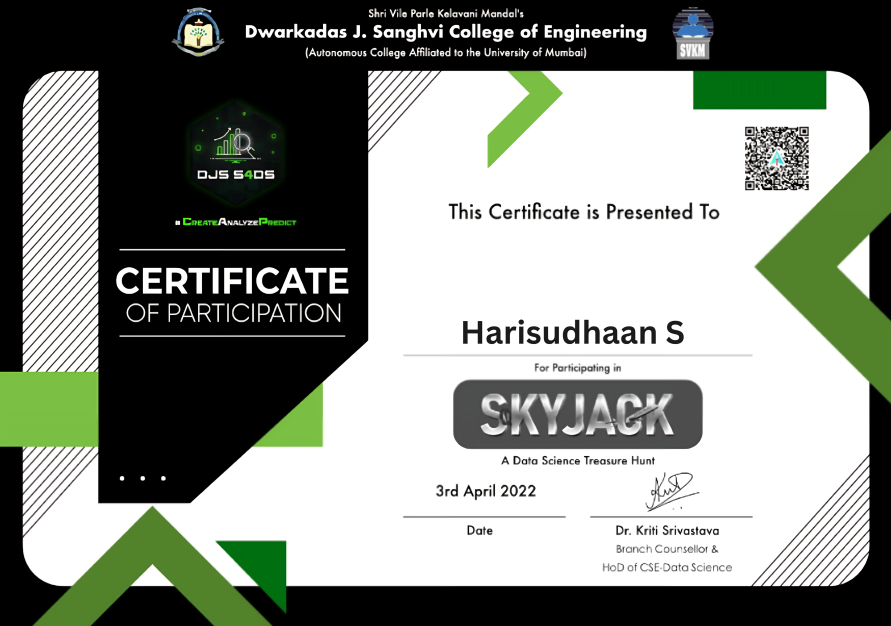 Shri Vile Parle Kelavani Mandal's
Dwarkadas J. Sanghvi College of Engineering
(Autonomous College Affiliated to the University of Mumbai)
SVKM
DJS S4DS
# CREATEANALYZEPREDICT
CERTIFICATE
OF PARTICIPATION
This Certificate is Presented To
Harisudhaan S
For Participating in
SKYJACK
A Data Science Treasure Hunt
3rd April 2022
Date
Dr. Kriti Srivastava
Branch Counsellor &
HoD of CSE-Data Science